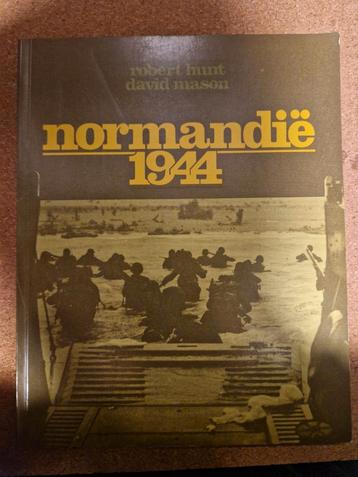 robert hunt
david mason
normandië
1944